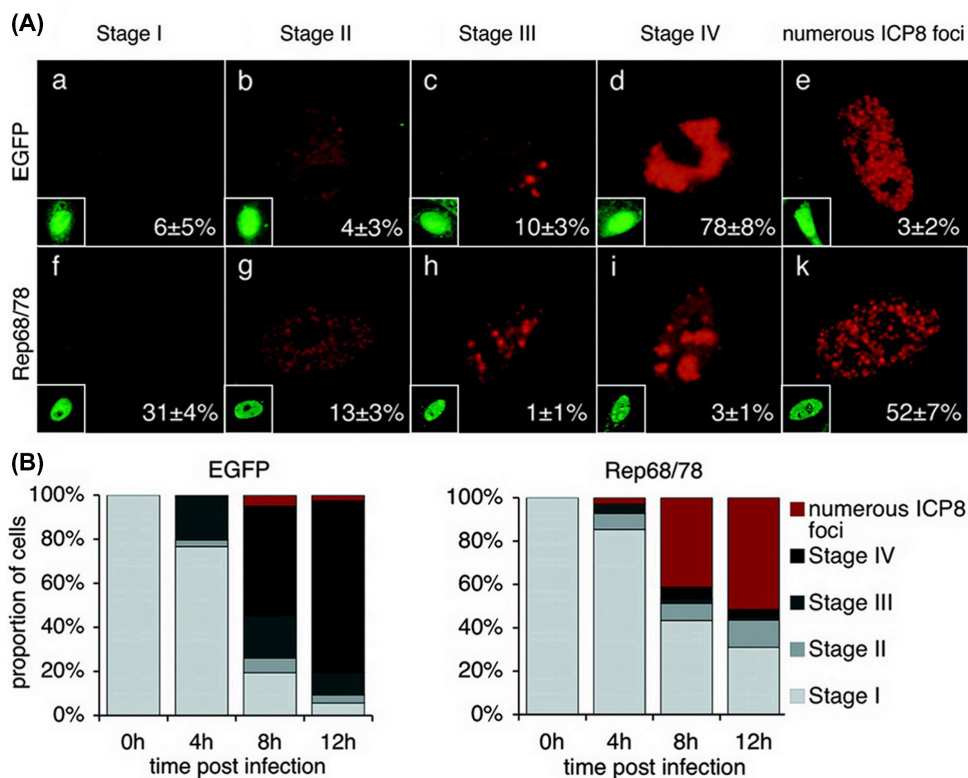 (A)
Stage I Stage II Stage III Stage IV numerous ICP8 foci
EGFP
a b c d e
6±5% 4±3% 10±3% 78±8% 3±2%
Rep68/78
f g h i k
31±4% 13±3% 1±1% 3±1% 52±7%
(B)
EGFP
proportion of cells
100%
80%
60%
40%
20%
0%
0h 4h 8h 12h
time post infection
Rep68/78
100%
80%
60%
40%
20%
0%
0h 4h 8h 12h
time post infection
numerous ICP8
foci
Stage IV
Stage III
Stage II
Stage I